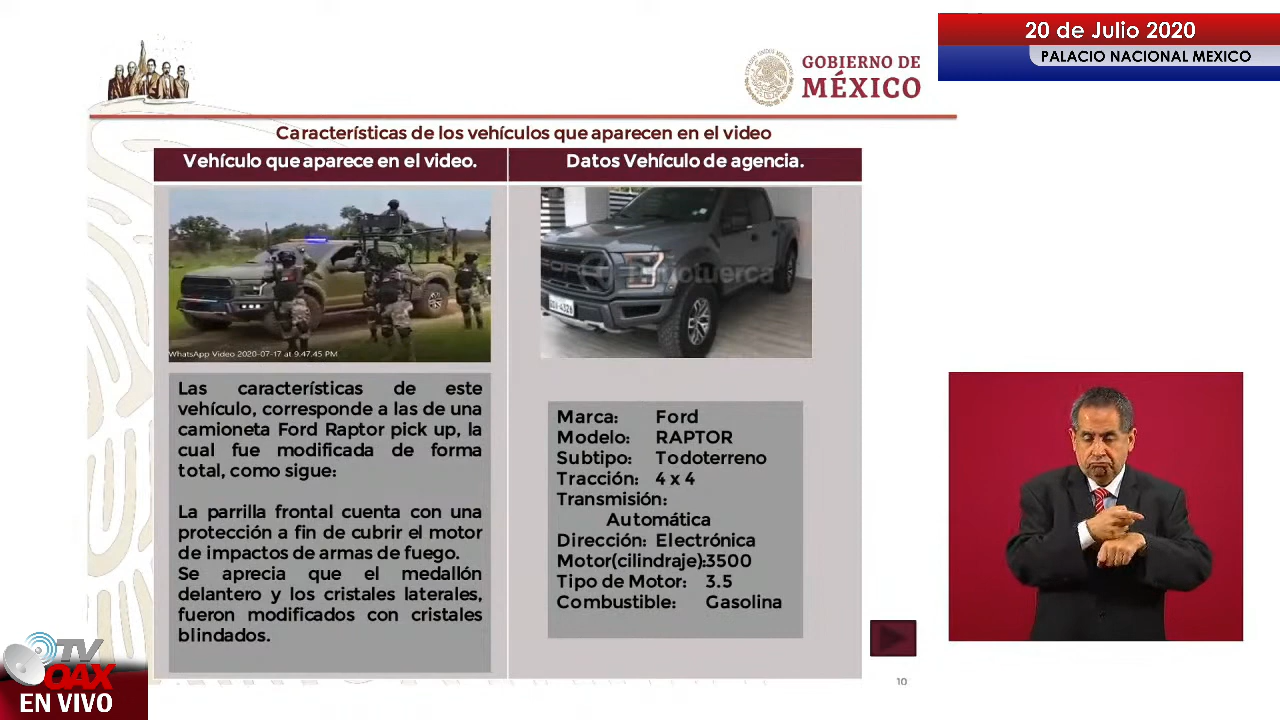 20 de Julio 2020
PALACIO NACIONAL MEXICO
GOBIERNO DE
MÉXICO
Características de los vehículos que aparecen en el video
Vehículo que aparece en el video.
Datos Vehículo de agencia.
WhatsApp Video 2020-07-17 at 9.47.45 PM
Las características de este
vehículo, corresponde a las de una
camioneta Ford Raptor pick up, la
cual fue modificada de forma
total, como sigue:
La parrilla frontal cuenta con una
protección a fin de cubrir el motor
de impactos de armas de fuego.
Se aprecia que el medallón
delantero y los cristales laterales,
fueron modificados con cristales
blindados.
Marca: Ford
Modelo: RAPTOR
Subtipo: Todoterreno
Tracción: 4 x 4
Transmisión:
Automática
Dirección: Electrónica
Motor(cilindraje):3500
Tipo de Motor: 3.5
Combustible: Gasolina
10
TV
OAX
EN VIVO